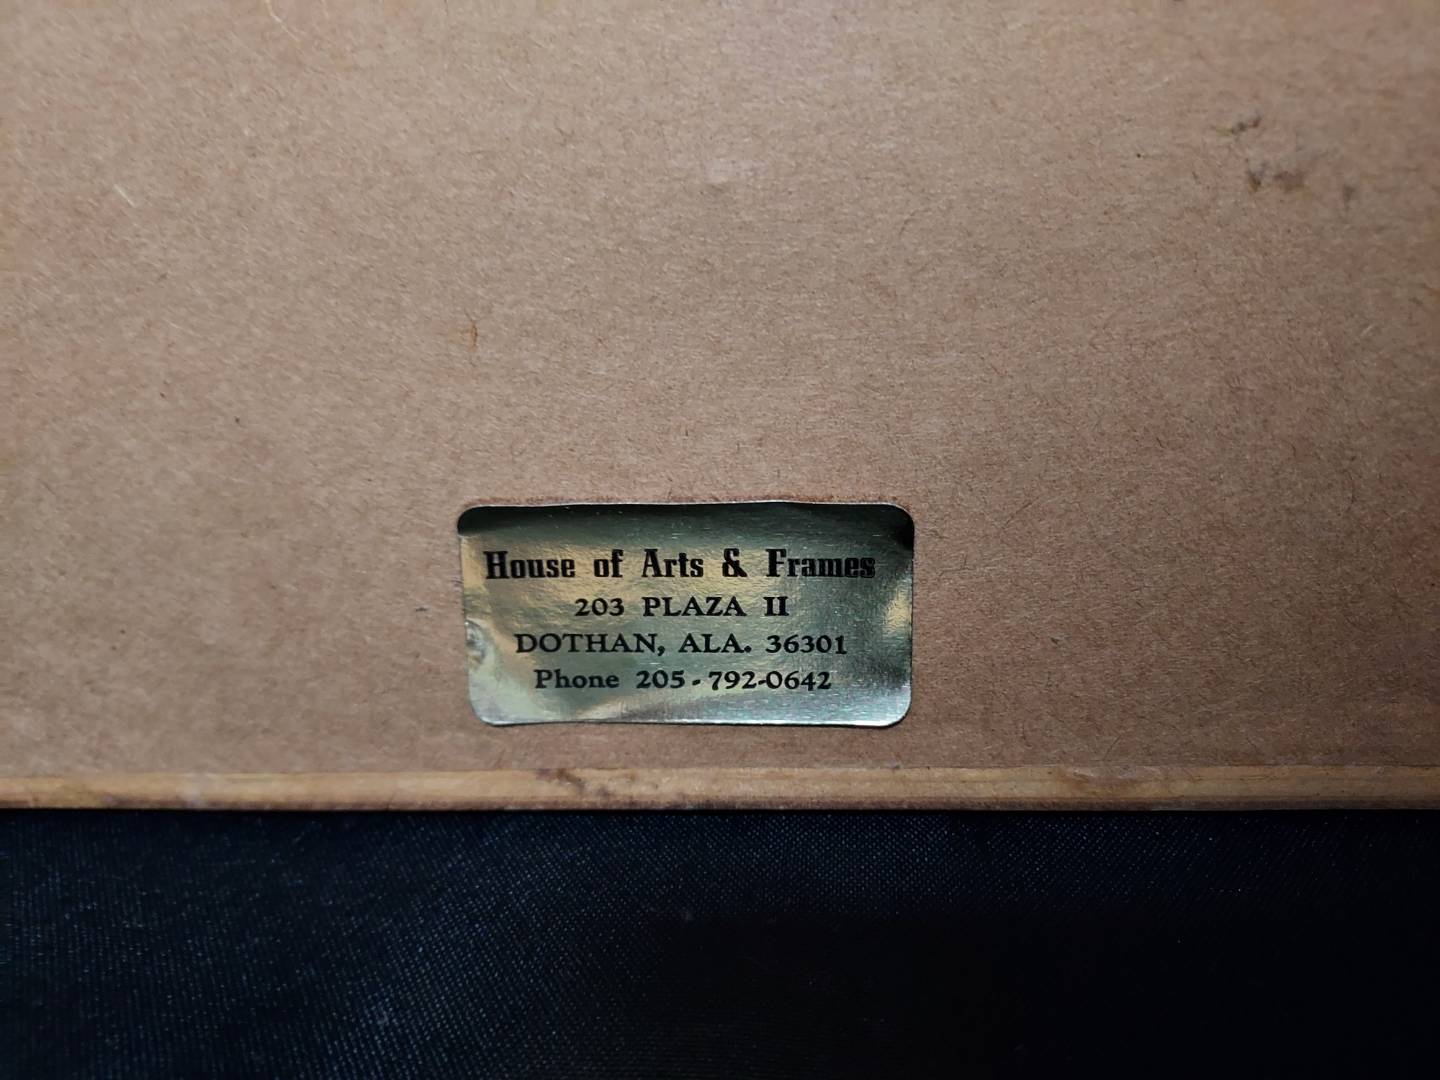 House of Arts & Frames
203 PLAZA II
DOTHAN, ALA. 36301
Phone 205-792-0642